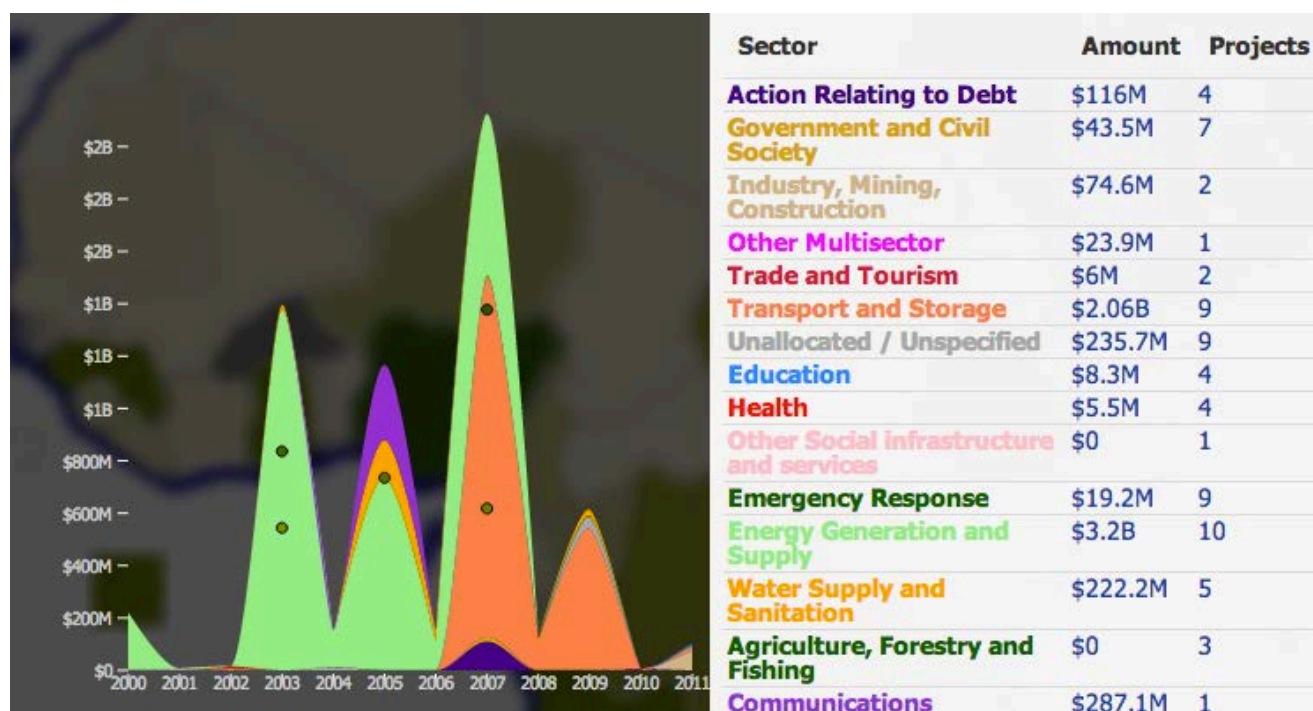 $2B
$2B
$2B
$1B
$1B
$1B
$800M
$600M
$400M
$200M
$0
2000 2001 2002 2003 2004 2005 2006 2007 2008 2009 2010 2011
Sector Amount Projects
Action Relating to Debt $116M 4
Government and Civil $43.5M 7
Society
Industry, Mining, $74.6M 2
Construction
Other Multisector $23.9M 1
Trade and Tourism $6M 2
Transport and Storage $2.06B 9
Unallocated / Unspecified $235.7M 9
Education $8.3M 4
Health $5.5M 4
Other Social infrastructure $0 1
and services
Emergency Response $19.2M 9
Energy Generation and $3.2B 10
Supply
Water Supply and $222.2M 5
Sanitation
Agriculture, Forestry and $0 3
Fishing
Communications $287.1M 1